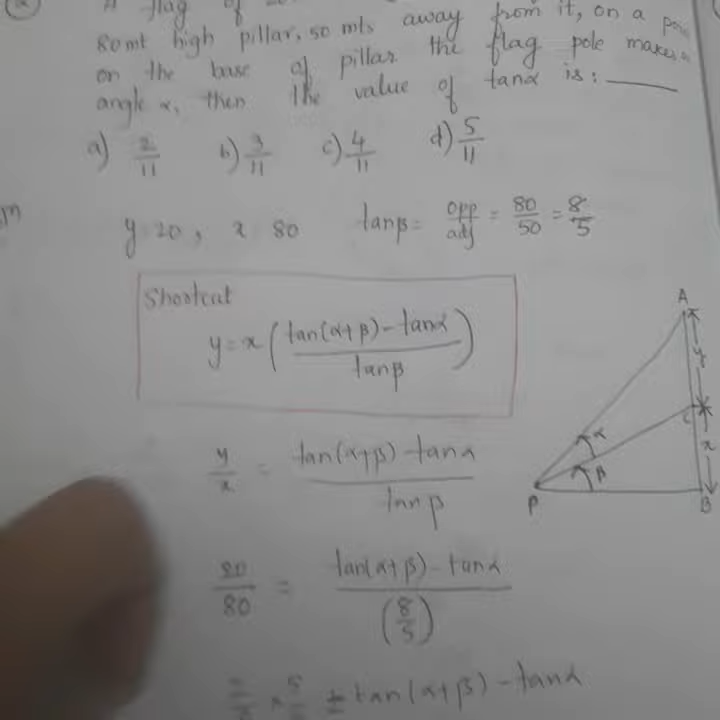 A flag of 20
80mt high pillar, 50 mts away from it, on a
on the base of pillar the flag pole makes
angle α, then the value of tanα is: ____
a) 2/11 b) 3/11 c) 4/11 d) 5/11
y=20, x 80 tanβ = opp/adj = 80/50 = 8/5
Shortcut
y = x (tan(α+β) - tanα / tanβ)
y/x = tan(α+β) - tanα / tanβ
20/80 = tan(α+β) - tanα / (8/5)
tan(α+β) - tanα
A
y
C
x
B
P
α
β